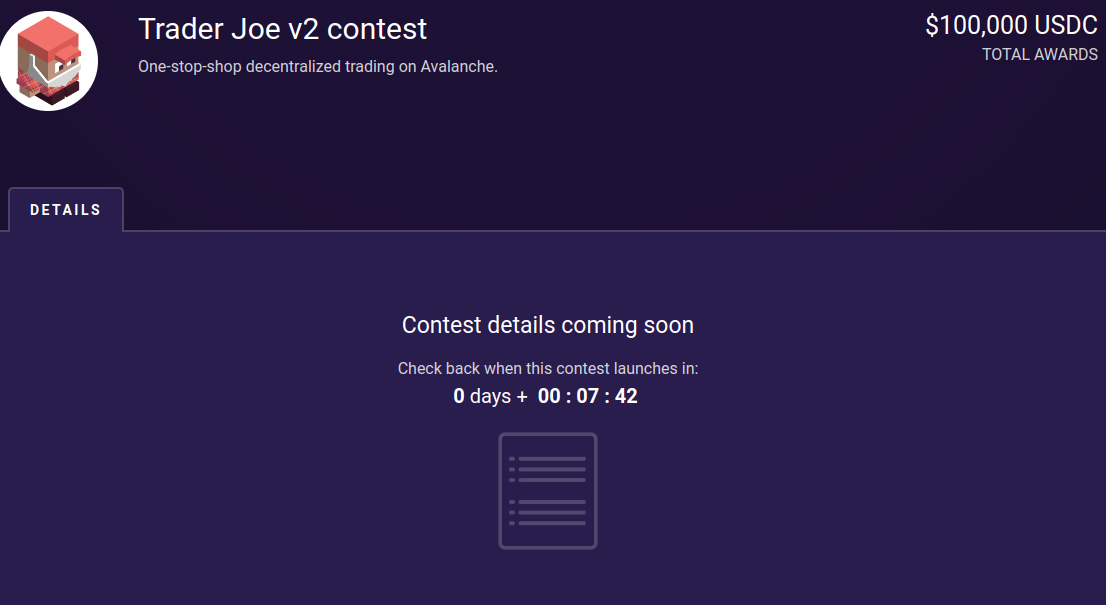 Trader Joe v2 contest
One-stop-shop decentralized trading on Avalanche.
$100,000 USDC
TOTAL AWARDS
DETAILS
Contest details coming soon
Check back when this contest launches in:
0 days + 00 : 07 : 42